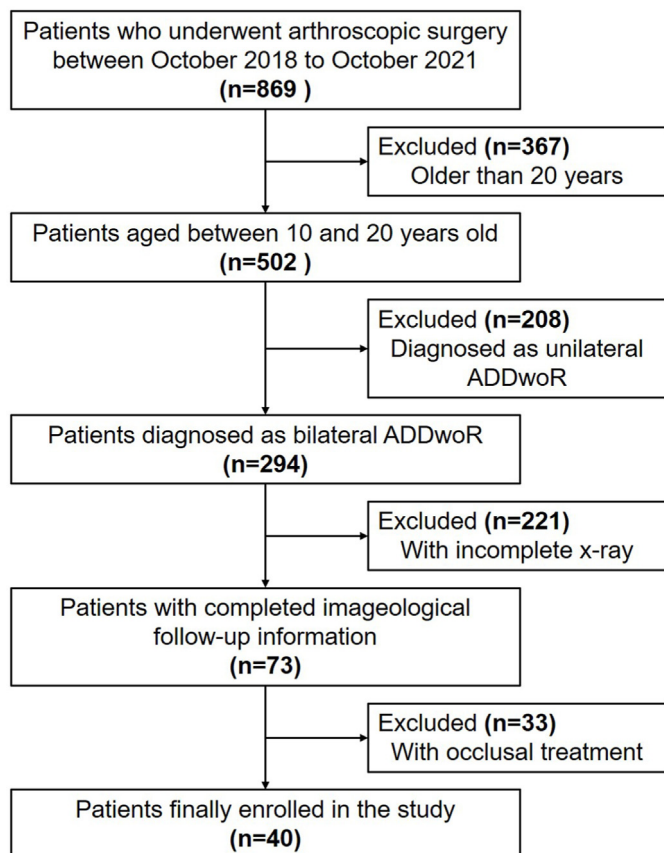 Patients who underwent arthroscopic surgery
between October 2018 to October 2021
(n=869 )
Excluded (n=367)
Older than 20 years
Patients aged between 10 and 20 years old
(n=502 )
Excluded (n=208)
Diagnosed as unilateral
ADDwoR
Patients diagnosed as bilateral ADDwoR
(n=294)
Excluded (n=221)
With incomplete x-ray
Patients with completed imageological
follow-up information
(n=73)
Excluded (n=33)
With occlusal treatment
Patients finally enrolled in the study
(n=40)